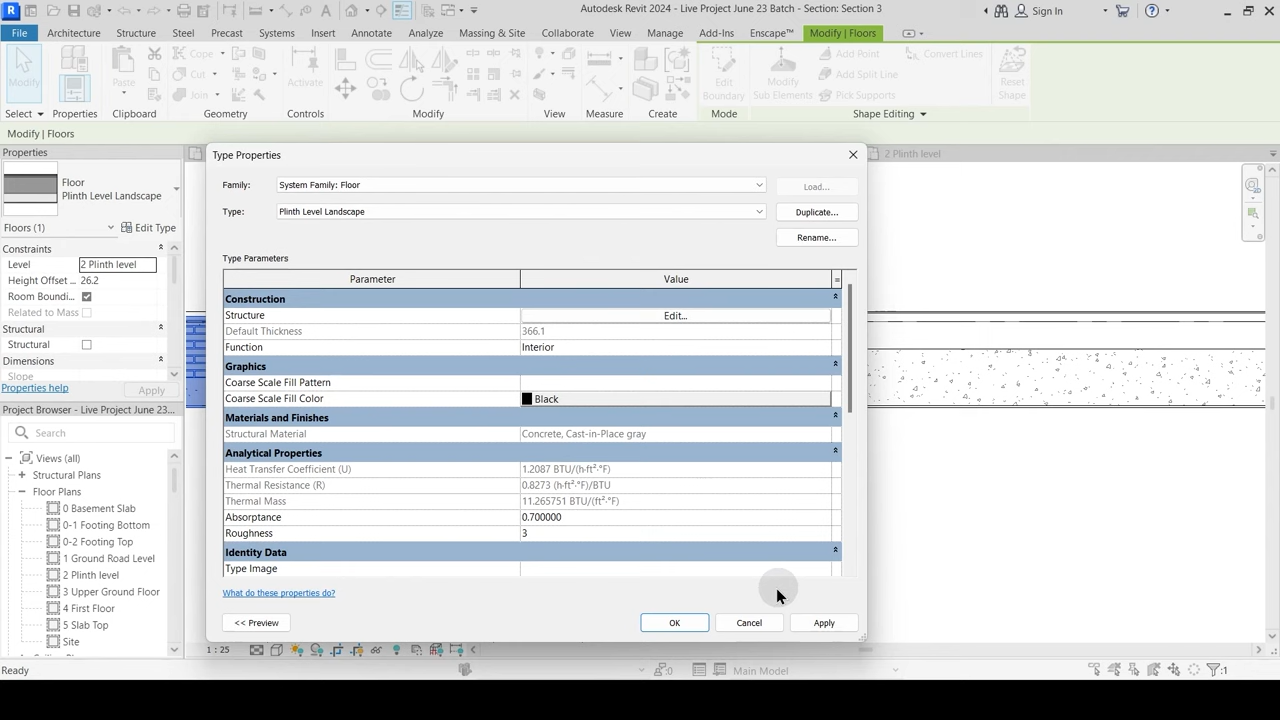 Autodesk Revit 2024 - Live Project June 23 Batch - Section: Section 3
Sign In
File Architecture Structure Steel Precast Systems Insert Annotate Analyze Massing & Site Collaborate View Manage Add-Ins Enscape™ Modify | Floors
Modify
Paste
Cope
Cut
Join
Activate
Edit Boundary
Modify Sub Elements
Add Point
Add Split Line
Pick Supports
Convert Lines
Reset Shape
Select Properties Clipboard Geometry Controls Modify View Measure Create Mode Shape Editing
Modify | Floors
Properties
Floor
Plinth Level Landscape
Floors (1)
Edit Type
Constraints
Level 2 Plinth level
Height Offset ... 26.2
Room Boundi...
Related to Mass
Structural
Structural
Dimensions
Slope
Properties help
Apply
Project Browser - Live Project June 23...
Search
Views (all)
Structural Plans
Floor Plans
0 Basement Slab
0-1 Footing Bottom
0-2 Footing Top
1 Ground Road Level
2 Plinth level
3 Upper Ground Floor
4 First Floor
5 Slab Top
Site
2 Plinth level
Type Properties
Family: System Family: Floor Load...
Type: Plinth Level Landscape Duplicate...
Rename...
Type Parameters
Parameter Value =
Construction
Structure Edit...
Default Thickness 366.1
Function Interior
Graphics
Coarse Scale Fill Pattern
Coarse Scale Fill Color Black
Materials and Finishes
Structural Material Concrete, Cast-in-Place gray
Analytical Properties
Heat Transfer Coefficient (U) 1.2087 BTU/(h·ft²·°F)
Thermal Resistance (R) 0.8273 (h·ft²·°F)/BTU
Thermal Mass 11.265751 BTU/(ft²·°F)
Absorptance 0.700000
Roughness 3
Identity Data
Type Image
What do these properties do?
<< Preview OK Cancel Apply
1 : 25
Ready
:0
Main Model
:1